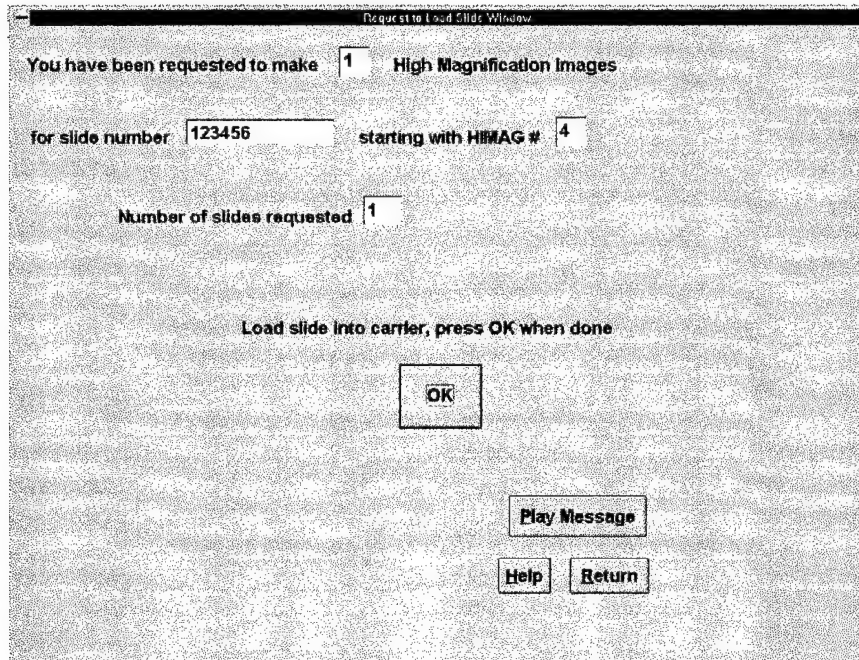 Request to Load Slide Window
You have been requested to make 1 High Magnification Images
for slide number 123456 starting with HIMAG # 4
Number of slides requested 1
Load slide into carrier, press OK when done
OK
Play Message
Help Return